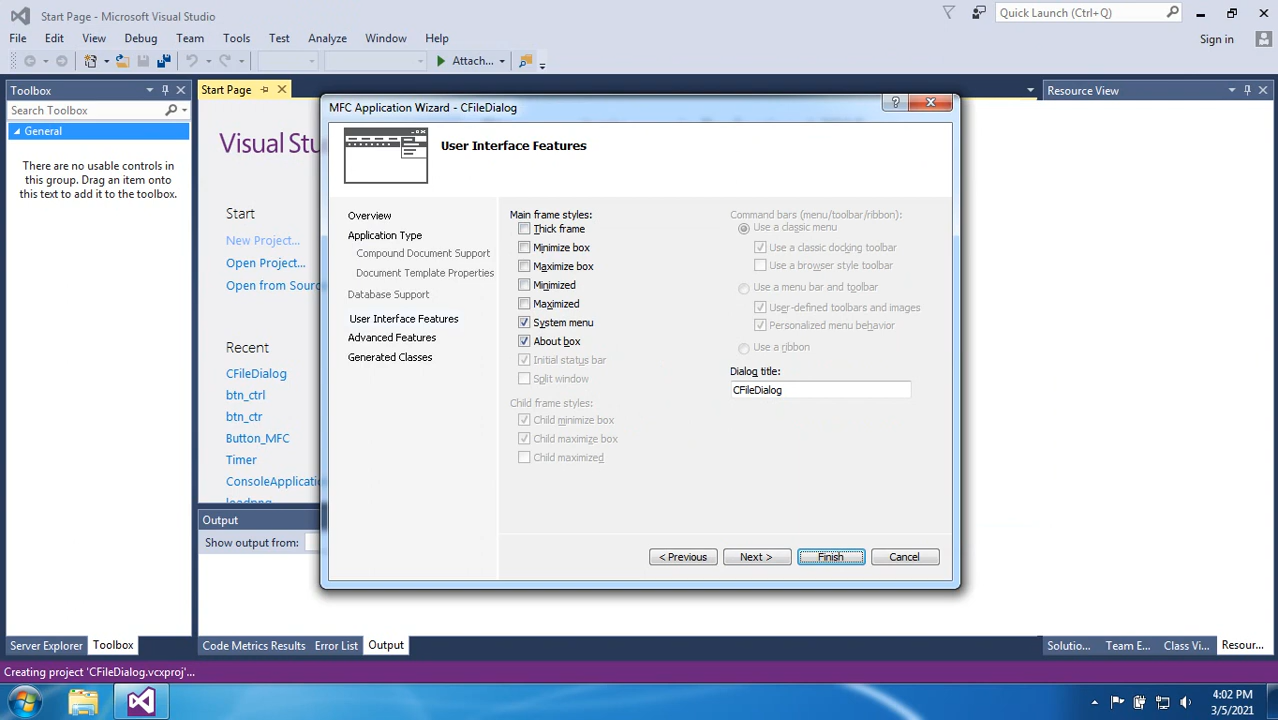 Start Page - Microsoft Visual Studio
Quick Launch (Ctrl+Q)
File Edit View Debug Team Tools Test Analyze Window Help
Sign in
Attach...
Toolbox
Start Page
Resource View
Search Toolbox
General
There are no usable controls in
this group. Drag an item onto
this text to add it to the toolbox.
Visual Stu
Start
New Project...
Open Project...
Open from Sour
Recent
CFileDialog
btn_ctrl
btn_ctr
Button_MFC
Timer
ConsoleApplicatio
loadpng
Output
Show output from:
MFC Application Wizard - CFileDialog
?
User Interface Features
Overview
Application Type
Compound Document Support
Document Template Properties
Database Support
User Interface Features
Advanced Features
Generated Classes
Main frame styles:
Thick frame
Minimize box
Maximize box
Minimized
Maximized
System menu
About box
Initial status bar
Split window
Child frame styles:
Child minimize box
Child maximize box
Child maximized
Command bars (menu/toolbar/ribbon):
Use a classic menu
Use a classic docking toolbar
Use a browser style toolbar
Use a menu bar and toolbar
User-defined toolbars and images
Personalized menu behavior
Use a ribbon
Dialog title:
CFileDialog
< Previous Next > Finish Cancel
Server Explorer Toolbox
Code Metrics Results Error List Output
Solutio... Team E... Class Vi... Resour...
Creating project 'CFileDialog.vcxproj'...
4:02 PM
3/5/2021